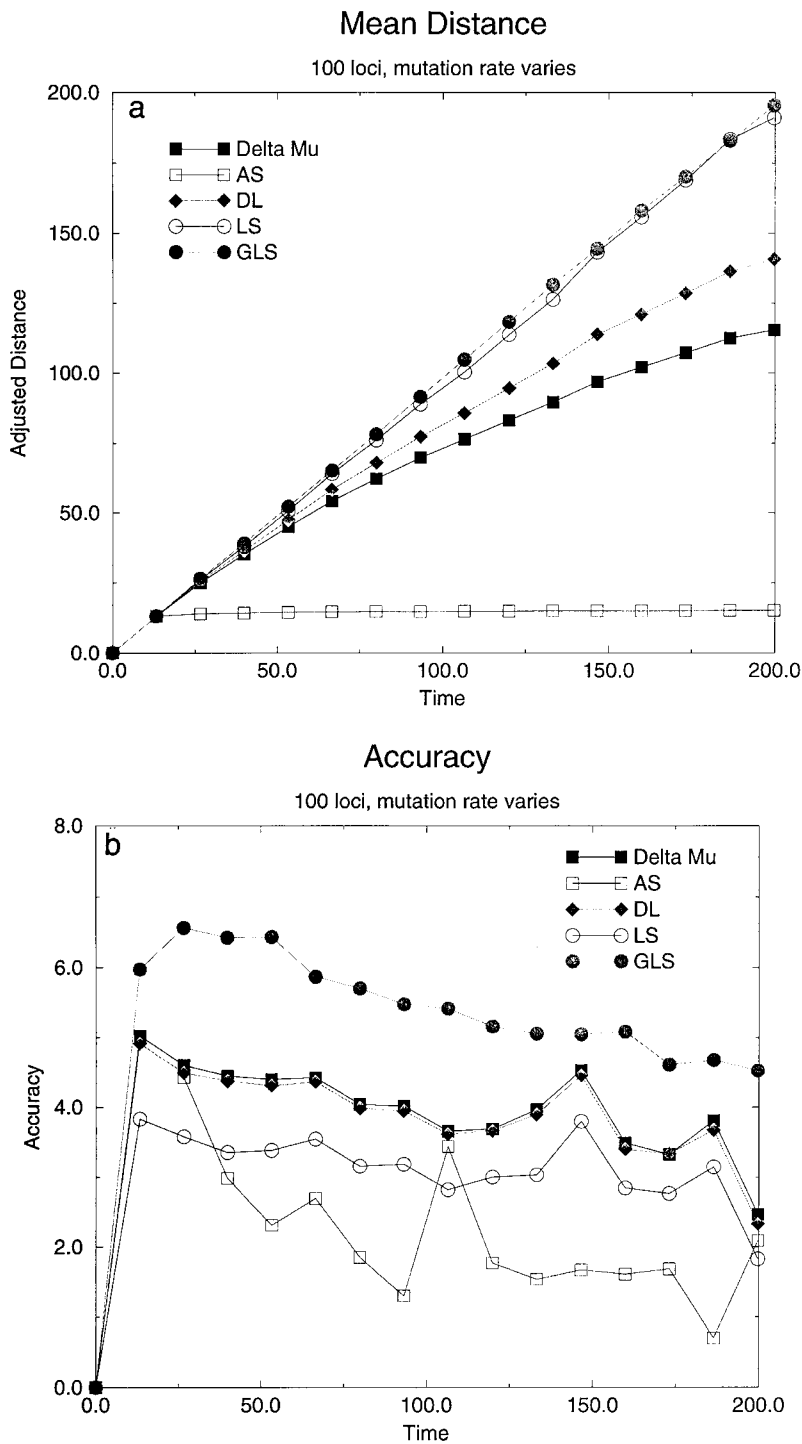 Mean Distance
100 loci, mutation rate varies
a
200.0
150.0
100.0
50.0
0.0
Adjusted Distance
Delta Mu
AS
DL
LS
GLS
0.0
50.0
100.0
150.0
200.0
Time
Accuracy
100 loci, mutation rate varies
b
8.0
6.0
4.0
2.0
0.0
Accuracy
Delta Mu
AS
DL
LS
GLS
0.0
50.0
100.0
150.0
200.0
Time